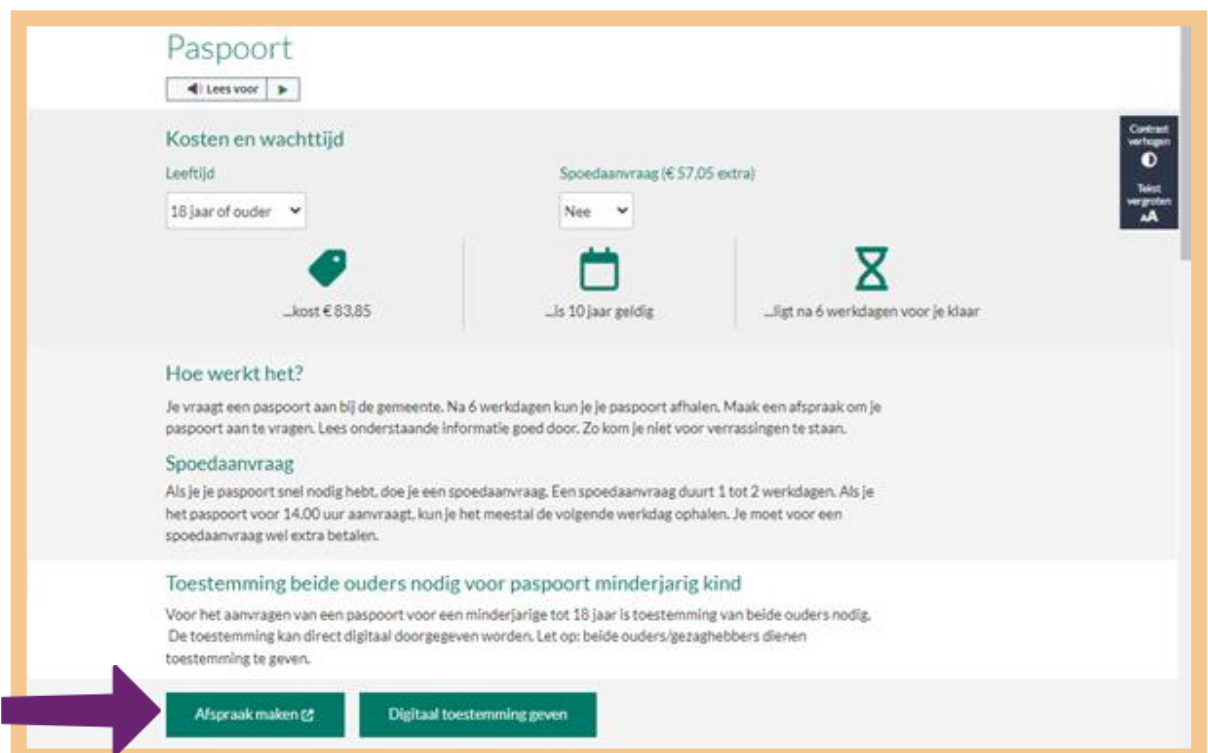 Paspoort
Lees voor
Kosten en wachttijd
Leeftijd
Spoedaanvraag (€ 57,05 extra)
18 jaar of ouder
Nee
...kost € 83,85
...is 10 jaar geldig
...ligt na 6 werkdagen voor je klaar
Contrast
verhogen
Tekst
vergroten
AA
Hoe werkt het?
Je vraagt een paspoort aan bij de gemeente. Na 6 werkdagen kun je je paspoort afhalen. Maak een afspraak om je
paspoort aan te vragen. Lees onderstaande informatie goed door. Zo kom je niet voor verrassingen te staan.
Spoedaanvraag
Als je je paspoort snel nodig hebt, doe je een spoedaanvraag. Een spoedaanvraag duurt 1 tot 2 werkdagen. Als je
het paspoort voor 14.00 uur aanvraagt, kun je het meestal de volgende werkdag ophalen. Je moet voor een
spoedaanvraag wel extra betalen.
Toestemming beide ouders nodig voor paspoort minderjarig kind
Voor het aanvragen van een paspoort voor een minderjarige tot 18 jaar is toestemming van beide ouders nodig.
De toestemming kan direct digitaal doorgegeven worden. Let op: beide ouders/gezaghebbers dienen
toestemming te geven.
Afspraak maken
Digitaal toestemming geven